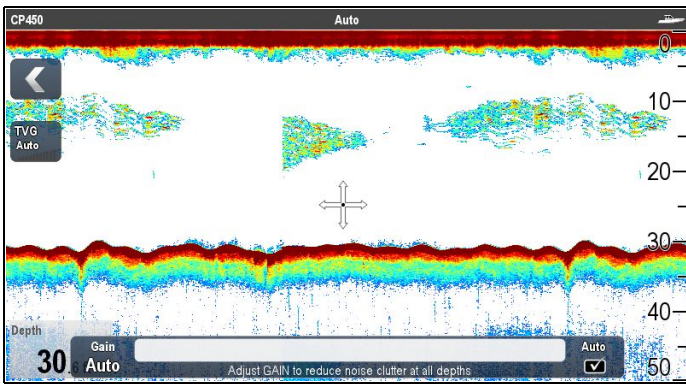 CP450 Auto
0
10
TVG
Auto
20
30
40
Depth
30.6
Gain
Auto
Adjust GAIN to reduce noise clutter at all depths
Auto
50